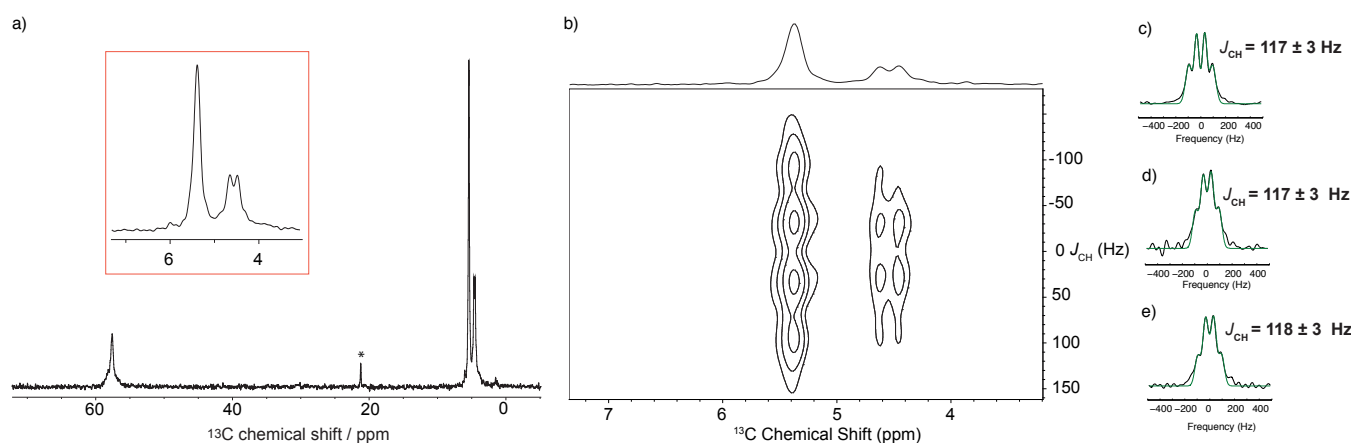 a)
6
4
*
60
40
20
0
¹³C chemical shift / ppm
b)
-100
-50
0 J_CH (Hz)
50
100
150
7
6
5
4
¹³C Chemical Shift (ppm)
c)
J_CH = 117 ± 3 Hz
−400 −200 0 200 400
Frequency (Hz)
d)
J_CH = 117 ± 3 Hz
−400 −200 0 200 400
Frequency (Hz)
e)
J_CH = 118 ± 3 Hz
−400 −200 0 200 400
Frequency (Hz)